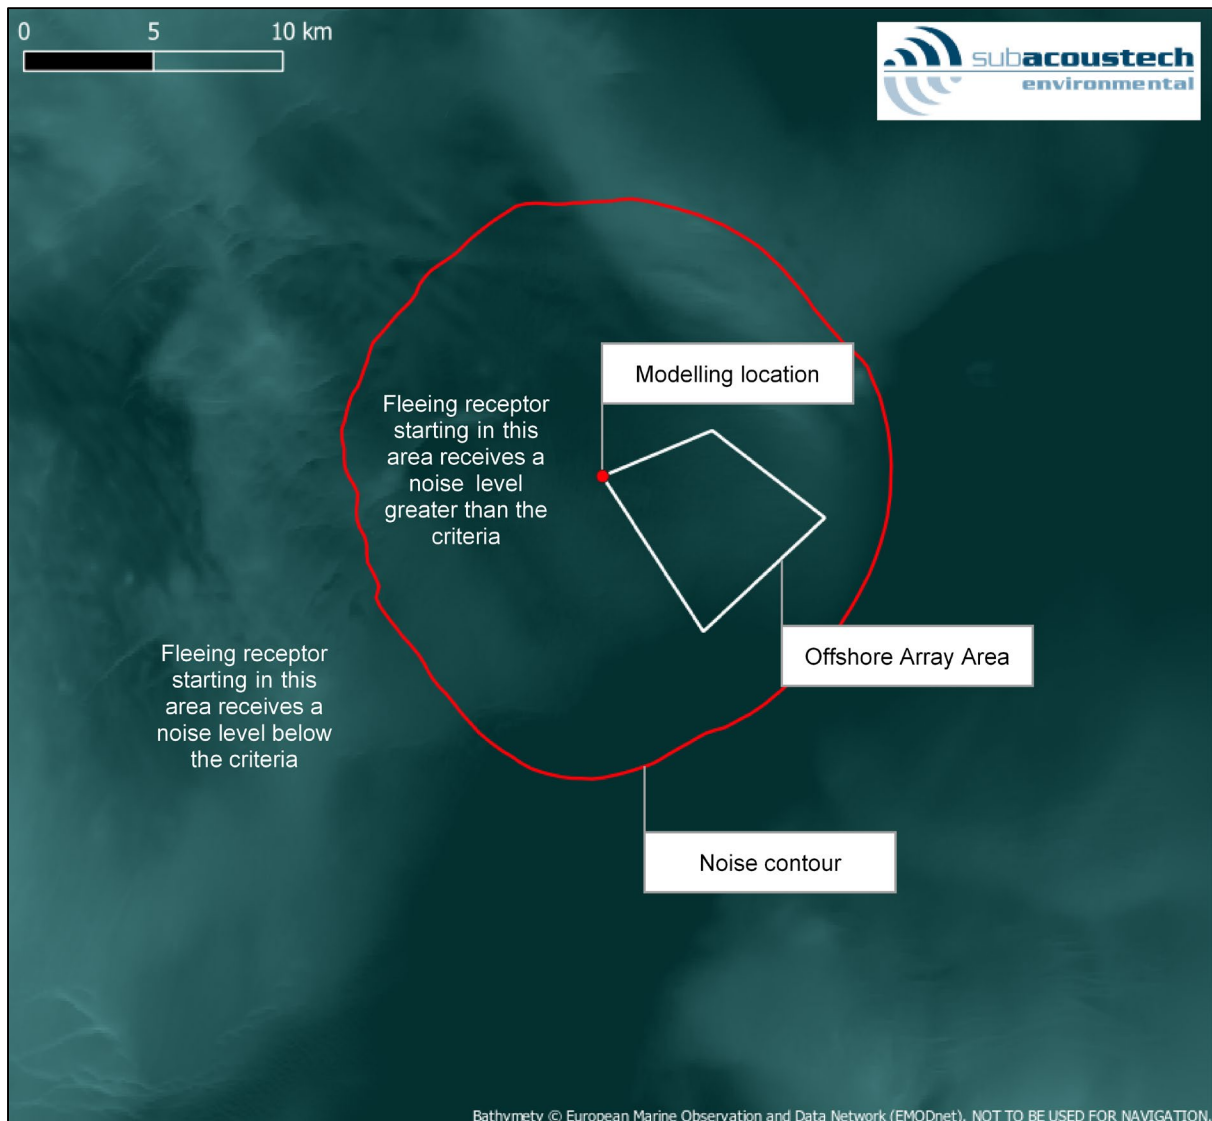 0 5 10 km
subacoustech
environmental
Modelling location
Fleeing receptor
starting in this
area receives a
noise level
greater than the
criteria
Fleeing receptor
starting in this
area receives a
noise level below
the criteria
Offshore Array Area
Noise contour
Bathymety © European Marine Observation and Data Network (EMODnet). NOT TO BE USED FOR NAVIGATION.